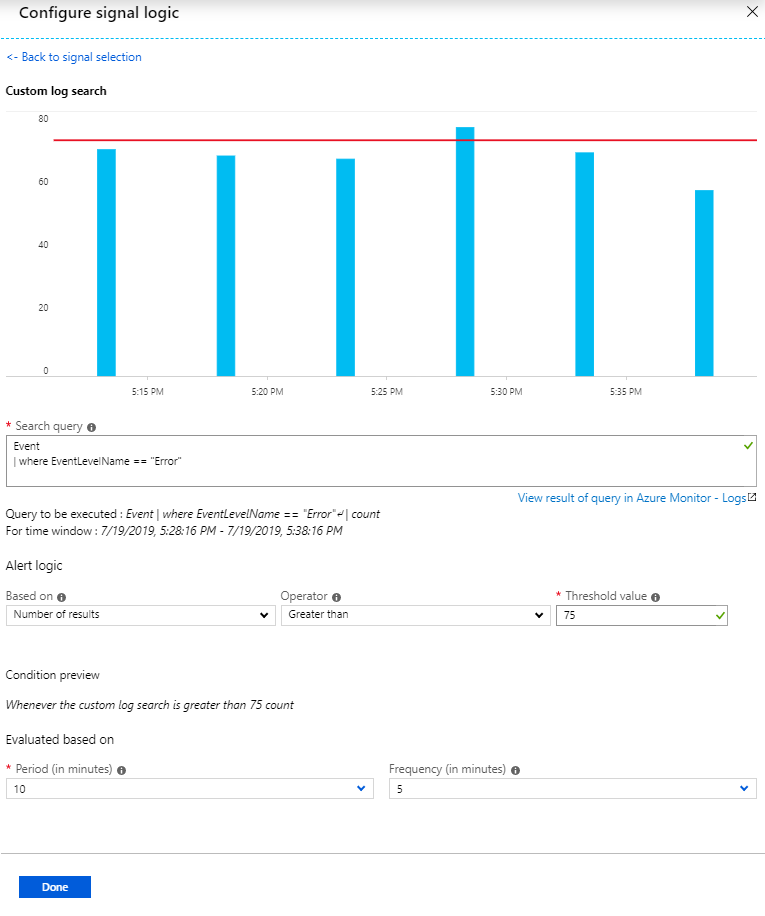 Configure signal logic
<- Back to signal selection
Custom log search
80
60
40
20
0
5:15 PM 5:20 PM 5:25 PM 5:30 PM 5:35 PM
* Search query
Event
| where EventLevelName == "Error"
View result of query in Azure Monitor - Logs
Query to be executed : Event | where EventLevelName == "Error"↵ | count
For time window : 7/19/2019, 5:28:16 PM - 7/19/2019, 5:38:16 PM
Alert logic
Based on Operator * Threshold value
Number of results Greater than 75
Condition preview
Whenever the custom log search is greater than 75 count
Evaluated based on
* Period (in minutes) Frequency (in minutes)
10 5
Done